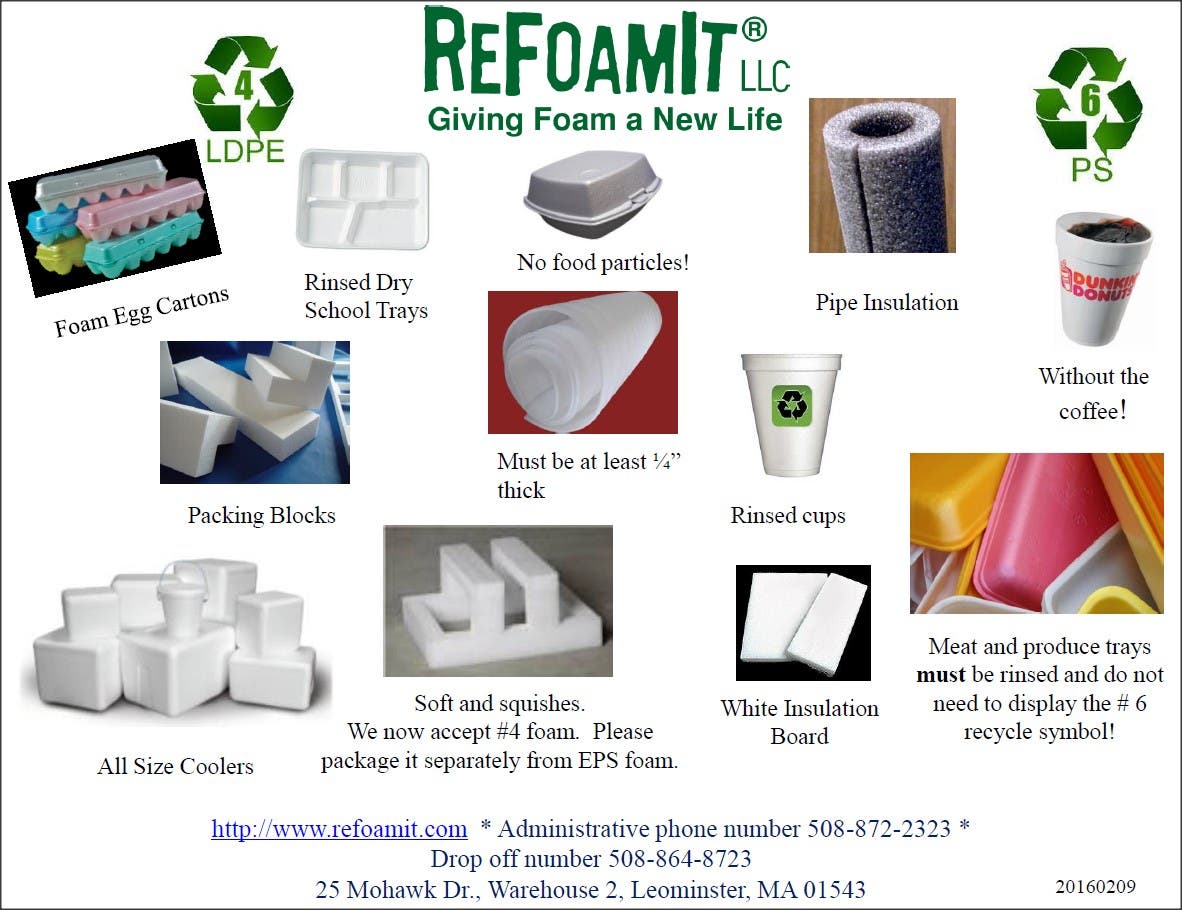 REFOAMIT® LLC
Giving Foam a New Life
4
LDPE
6
PS
Foam Egg Cartons
Rinsed Dry
School Trays
No food particles!
Pipe Insulation
DUNKIN'
DONUTS
Without the
coffee!
Packing Blocks
Must be at least ¼”
thick
Rinsed cups
Meat and produce trays
must be rinsed and do not
need to display the # 6
recycle symbol!
All Size Coolers
Soft and squishes.
We now accept #4 foam.  Please
package it separately from EPS foam.
White Insulation
Board
http://www.refoamit.com  * Administrative phone number 508-872-2323 *
Drop off number 508-864-8723
25 Mohawk Dr., Warehouse 2, Leominster, MA 01543
20160209